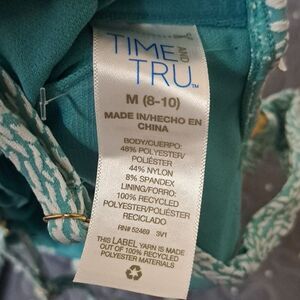 TIME AND
TRU™
M (8-10)
MADE IN/HECHO EN
CHINA
BODY/CUERPO:
48% POLYESTER/
POLIÉSTER
44% NYLON
8% SPANDEX
LINING/FORRO:
100% RECYCLED
POLYESTER/POLIÉSTER
RECICLADO
RN# 52469 3V1
THIS LABEL YARN IS MADE
OUT OF 100% RECYCLED
POLYESTER MATERIALS